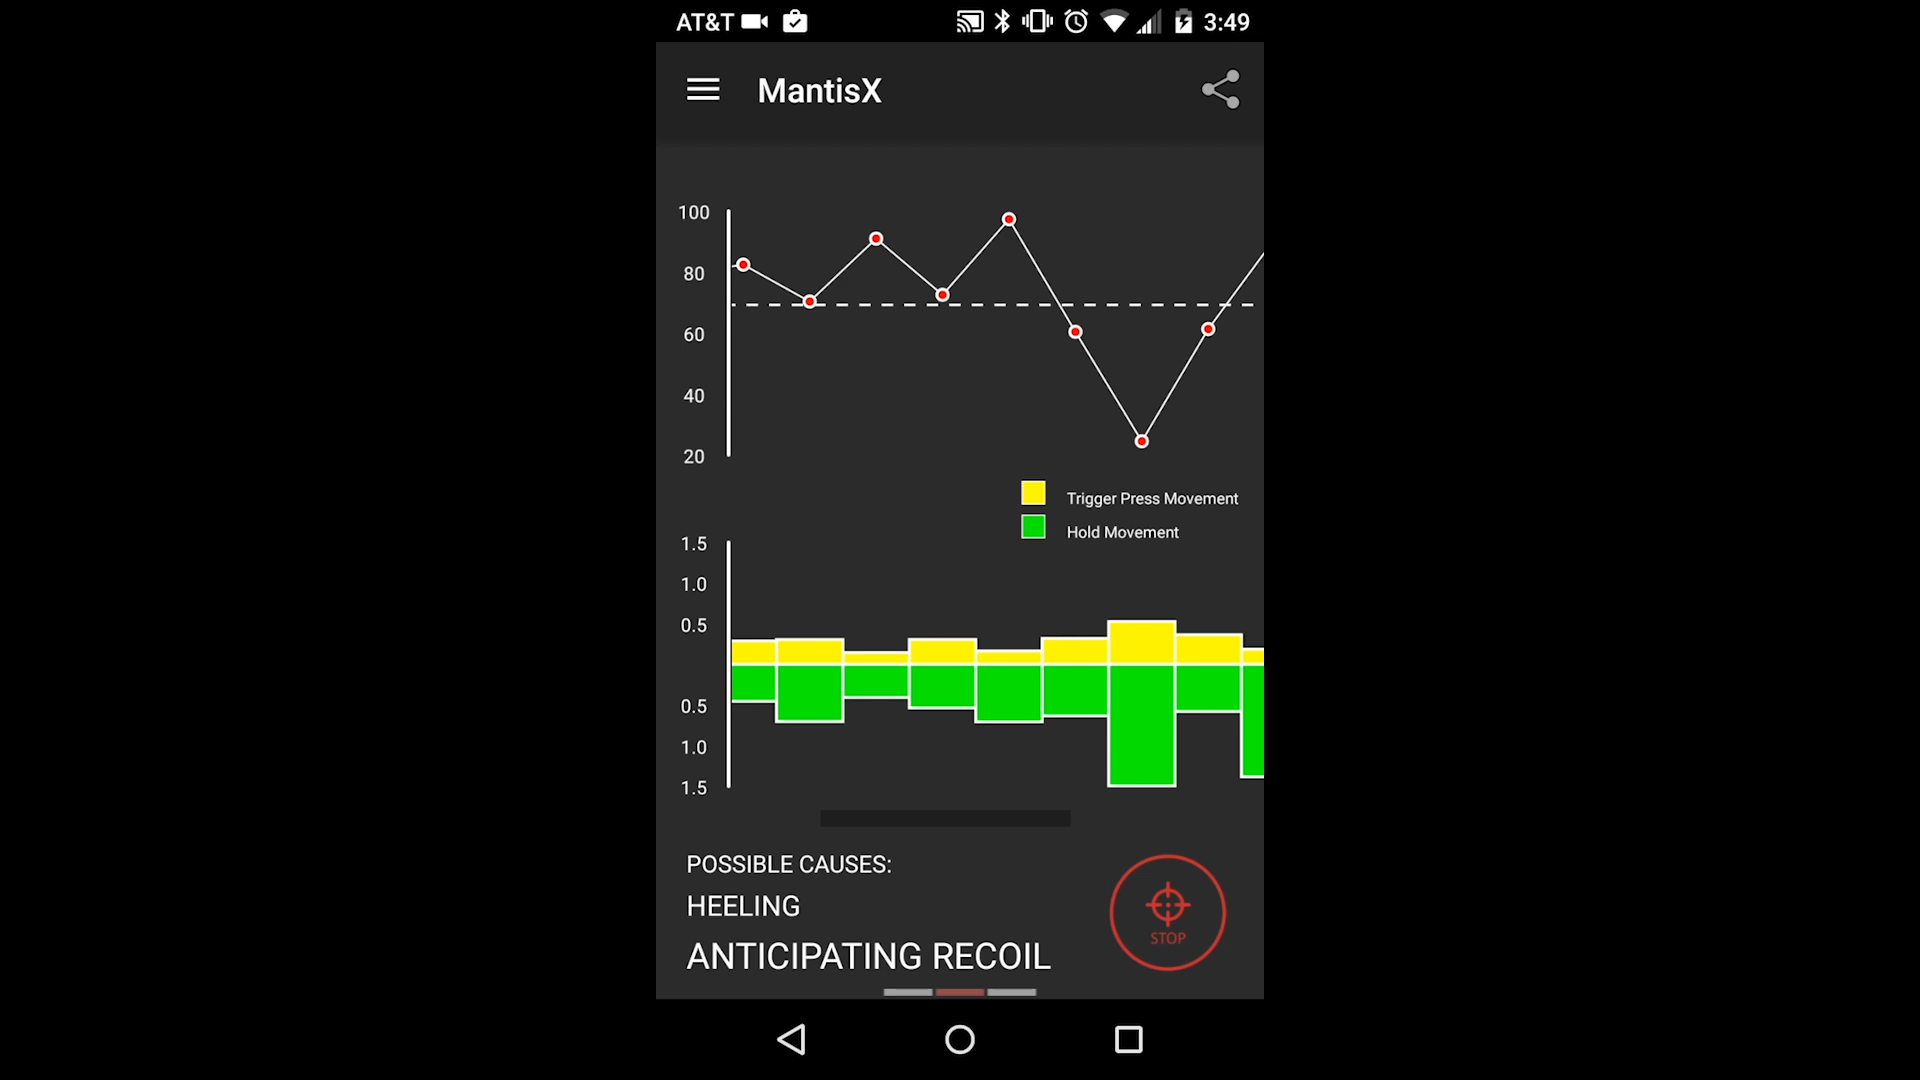 AT&T 3:49
MantisX
100
80
60
40
20
Trigger Press Movement
Hold Movement
1.5
1.0
0.5
0.5
1.0
1.5
POSSIBLE CAUSES:
HEELING
ANTICIPATING RECOIL
STOP